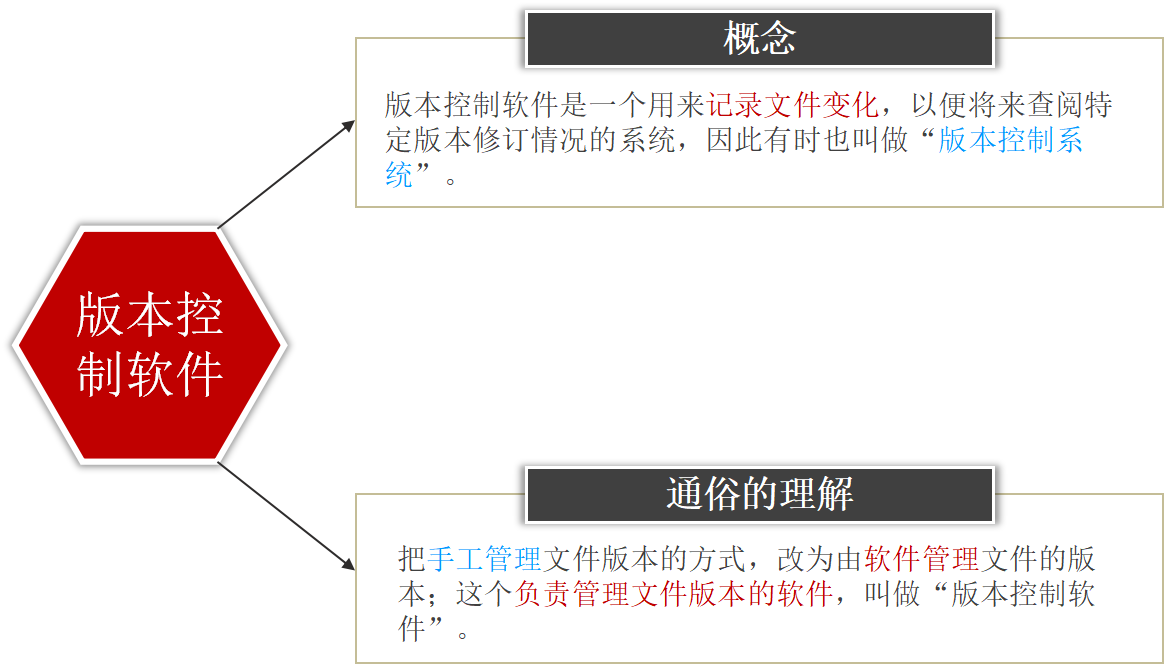 概念
版本控制软件是一个用来记录文件变化，以便将来查阅特
定版本修订情况的系统，因此有时也叫做“版本控制系
统”。
版本控
制软件
通俗的理解
把手工管理文件版本的方式，改为由软件管理文件的版
本；这个负责管理文件版本的软件，叫做“版本控制软
件”。